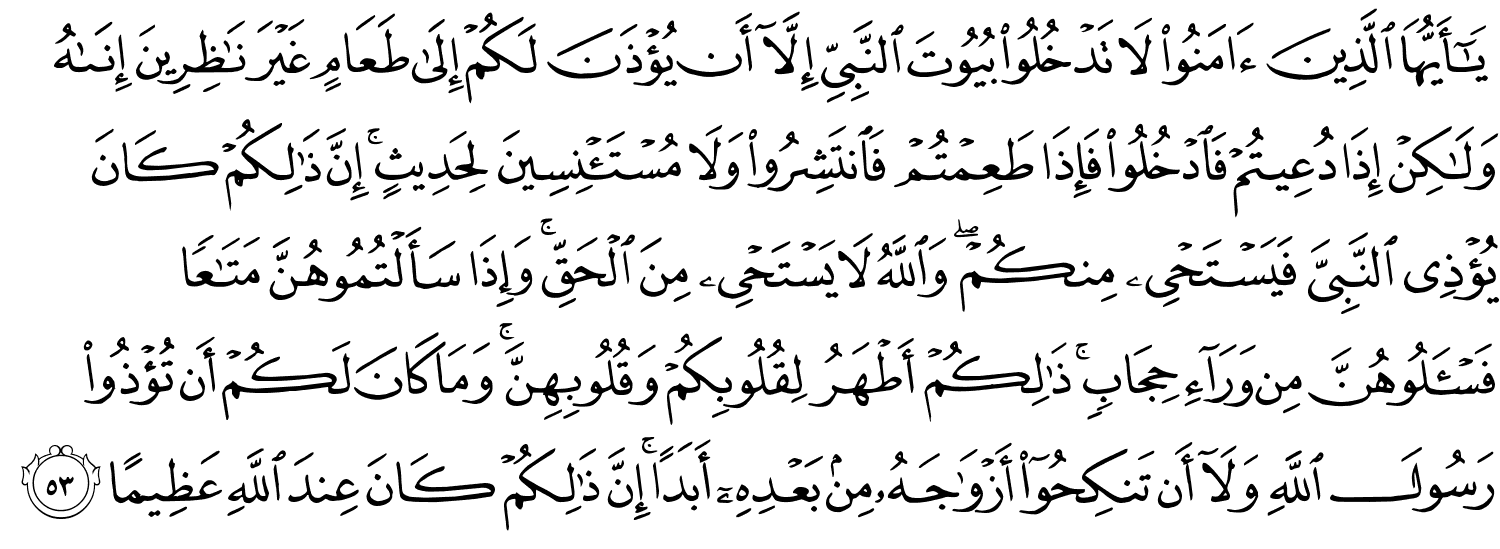 يَـٰٓأَيُّهَا ٱلَّذِينَ ءَامَنُوا۟ لَا تَدْخُلُوا۟ بُيُوتَ ٱلنَّبِىِّ إِلَّآ أَن يُؤْذَنَ لَكُمْ إِلَىٰ طَعَامٍ غَيْرَ نَـٰظِرِينَ إِنَىٰهُ
وَلَـٰكِنْ إِذَا دُعِيتُمْ فَٱدْخُلُوا۟ فَإِذَا طَعِمْتُمْ فَٱنتَشِرُوا۟ وَلَا مُسْتَـْٔنِسِينَ لِحَدِيثٍ ۚ إِنَّ ذَٰلِكُمْ كَانَ
يُؤْذِى ٱلنَّبِىَّ فَيَسْتَحْىِۦ مِنكُمْ ۖ وَٱللَّهُ لَا يَسْتَحْىِۦ مِنَ ٱلْحَقِّ ۚ وَإِذَا سَأَلْتُمُوهُنَّ مَتَـٰعًا
فَسْـَٔلُوهُنَّ مِن وَرَآءِ حِجَابٍ ۚ ذَٰلِكُمْ أَطْهَرُ لِقُلُوبِكُمْ وَقُلُوبِهِنَّ ۚ وَمَا كَانَ لَكُمْ أَن تُؤْذُوا۟
رَسُولَ ٱللَّهِ وَلَآ أَن تَنكِحُوٓا۟ أَزْوَٰجَهُۥ مِنۢ بَعْدِهِۦٓ أَبَدًا ۚ إِنَّ ذَٰلِكُمْ كَانَ عِندَ ٱللَّهِ عَظِيمًا ٥٣